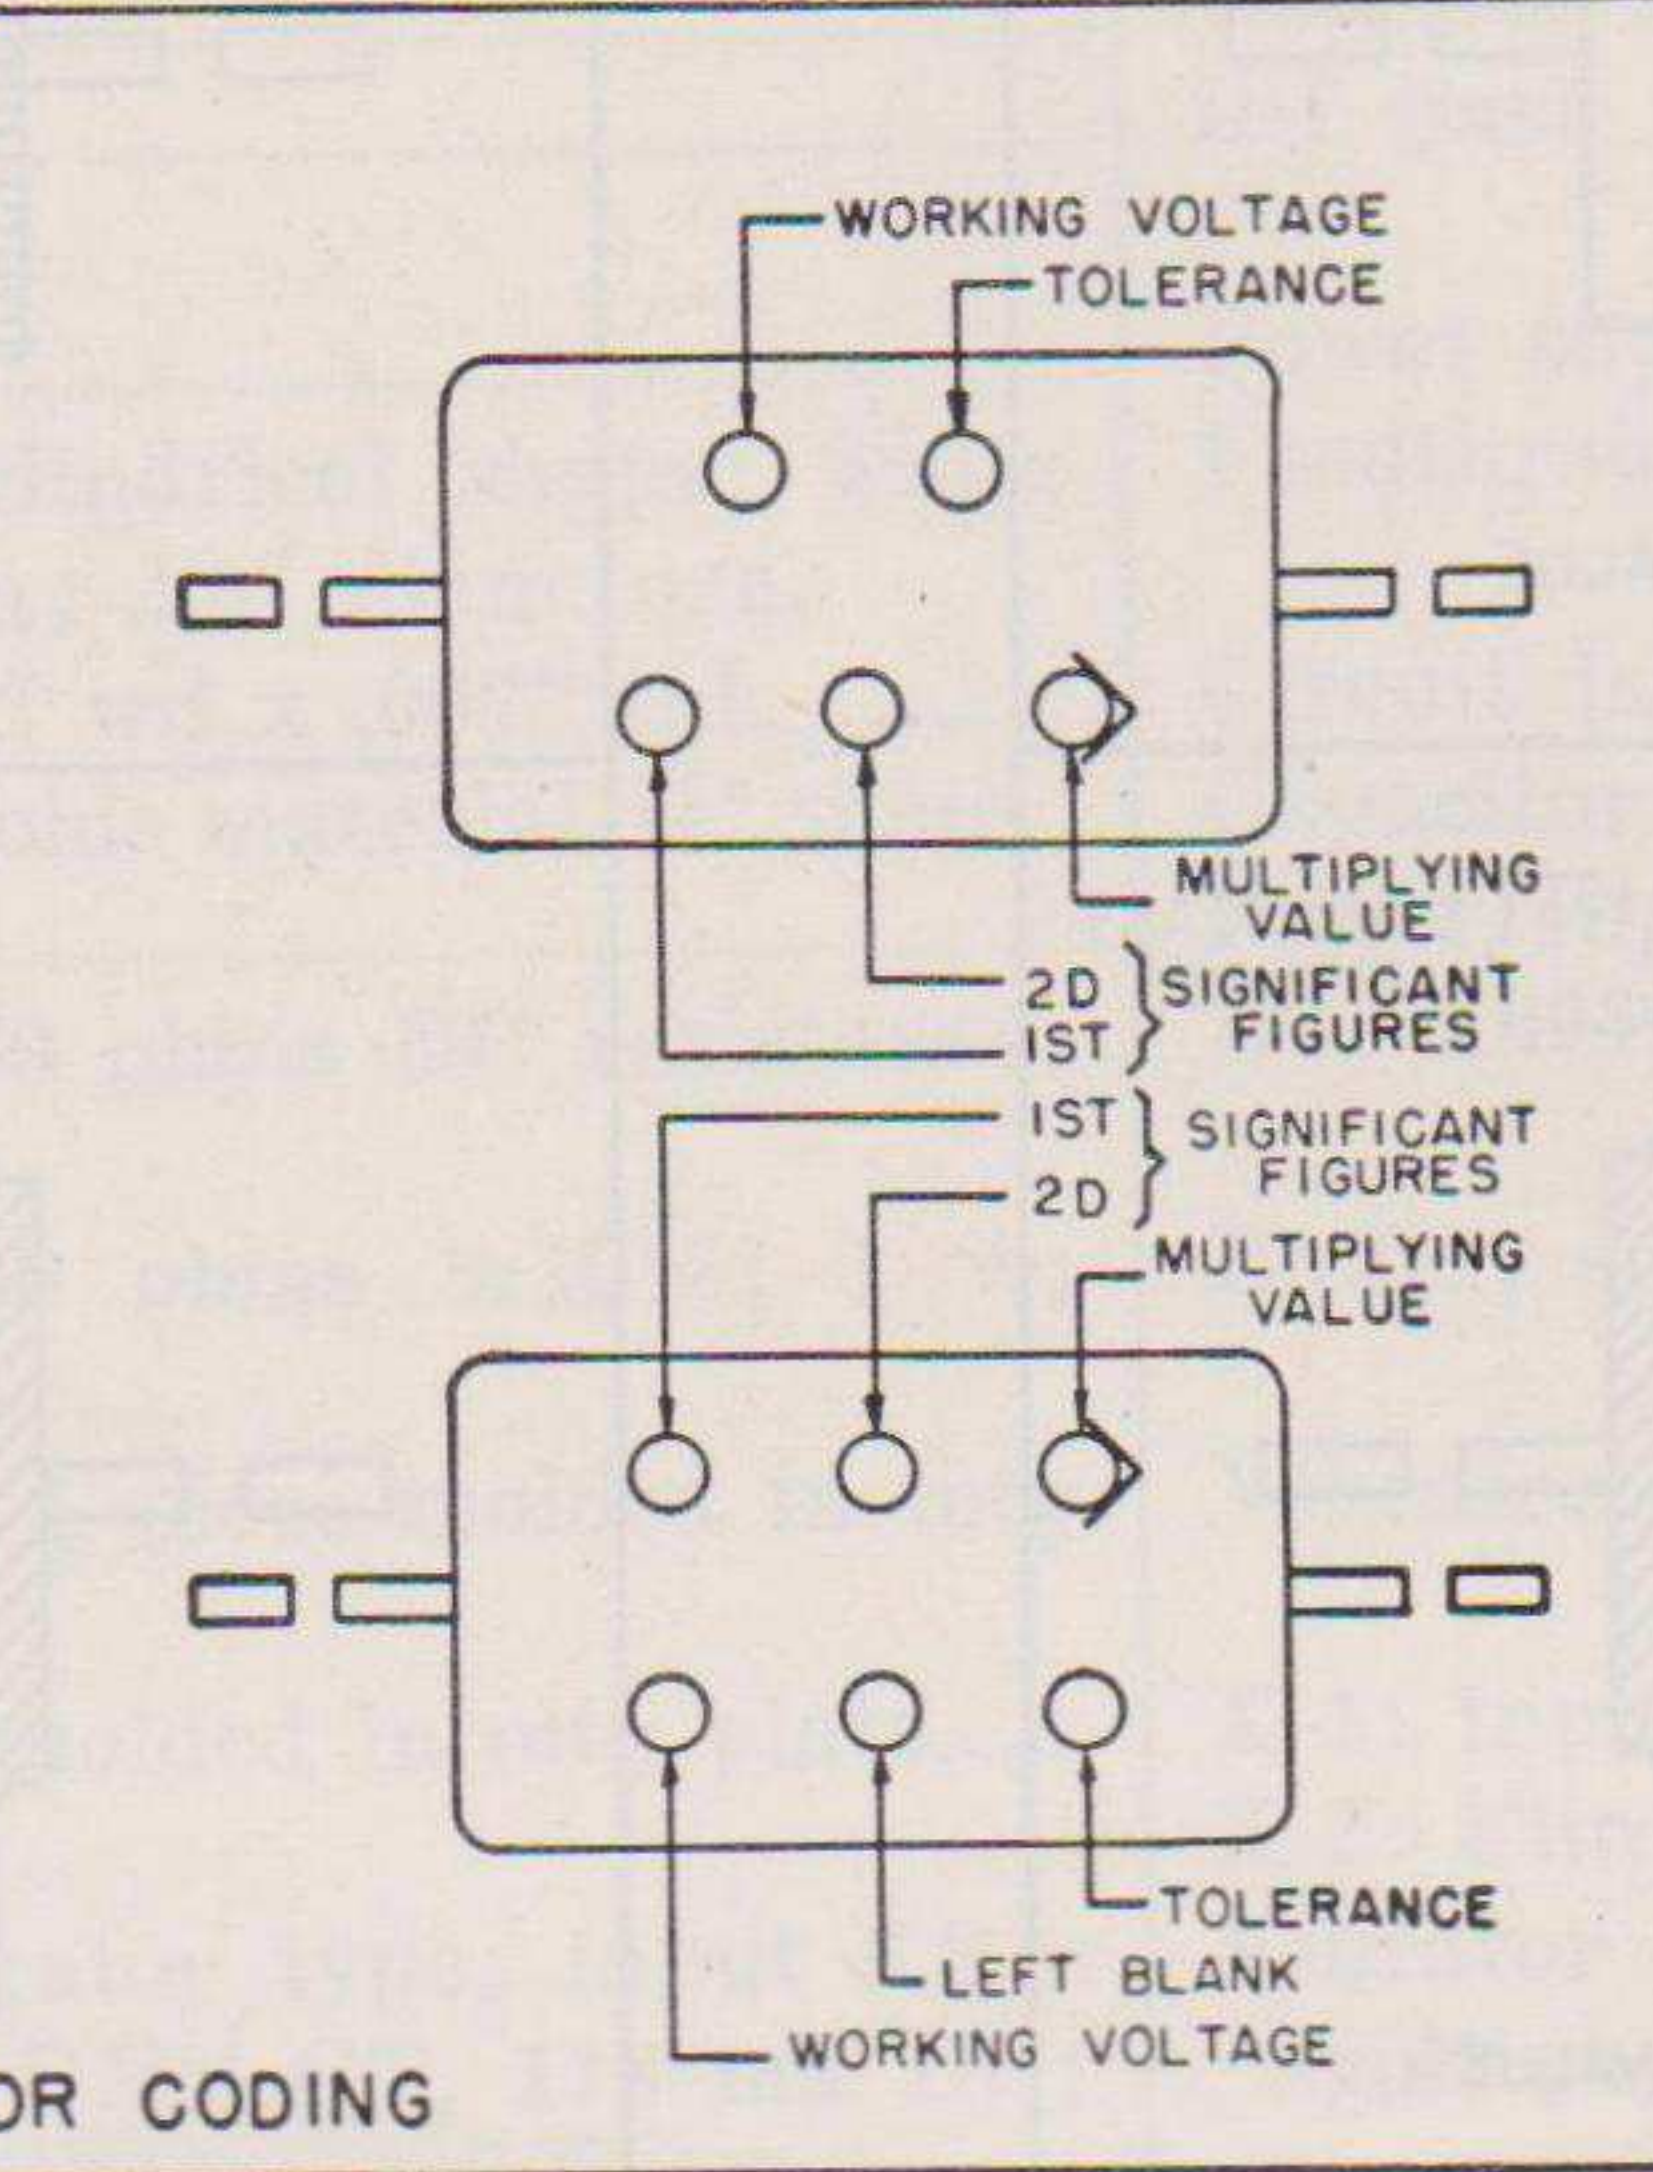 WORKING VOLTAGE
TOLERANCE
MULTIPLYING
VALUE
2D
1ST
SIGNIFICANT
FIGURES
1ST
2D
SIGNIFICANT
FIGURES
MULTIPLYING
VALUE
TOLERANCE
LEFT BLANK
WORKING VOLTAGE
OR CODING